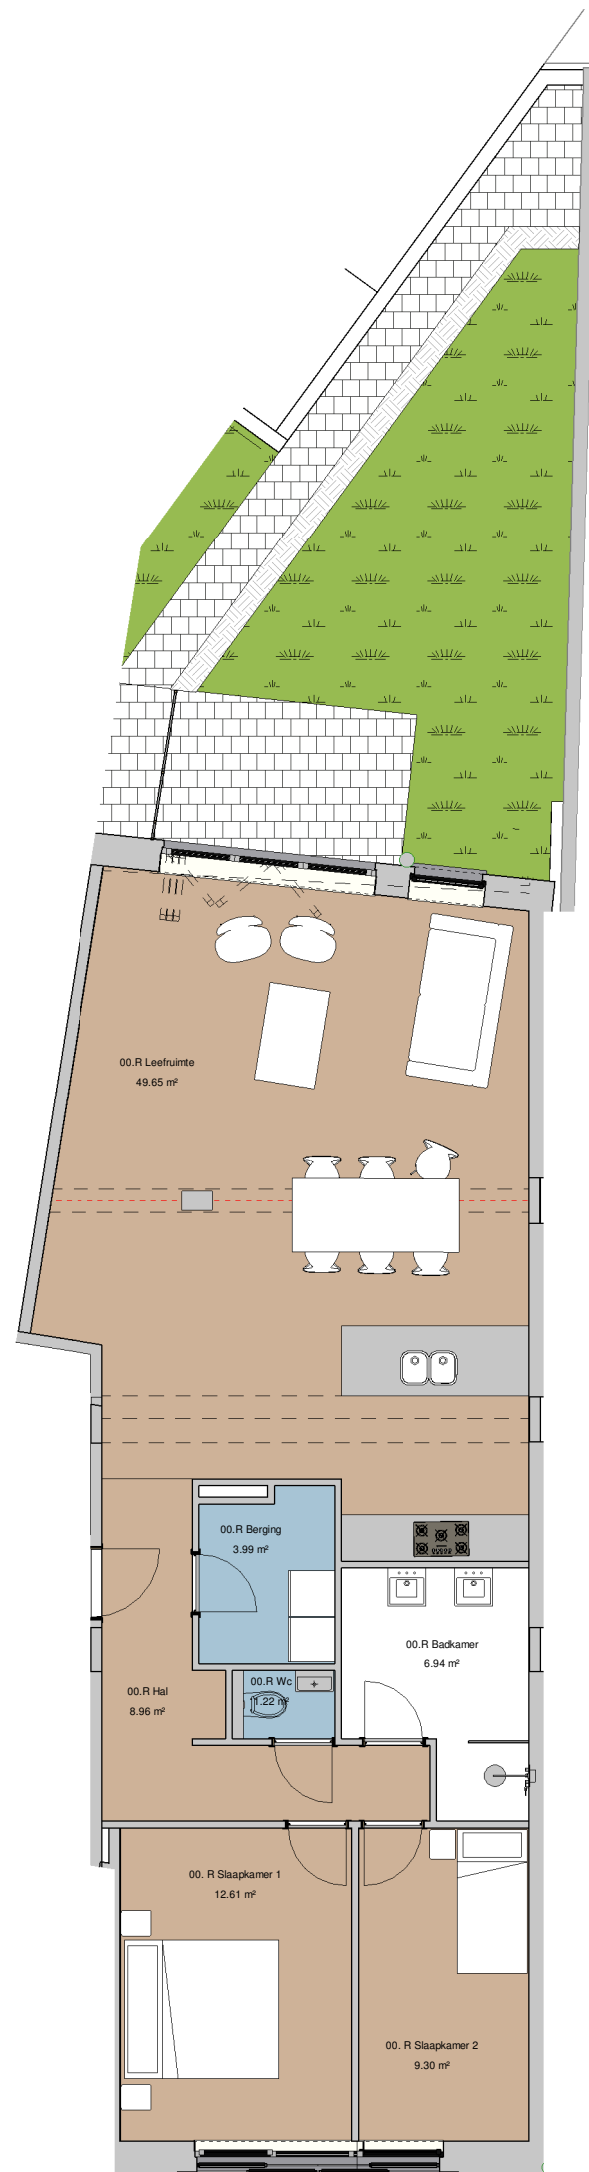 00.R Leefruimte
49.65 m²
00.R Berging
3.99 m²
00.R Badkamer
6.94 m²
00.R Wc
1.22 m²
00.R Hal
8.96 m²
00. R Slaapkamer 1
12.61 m²
00. R Slaapkamer 2
9.30 m²